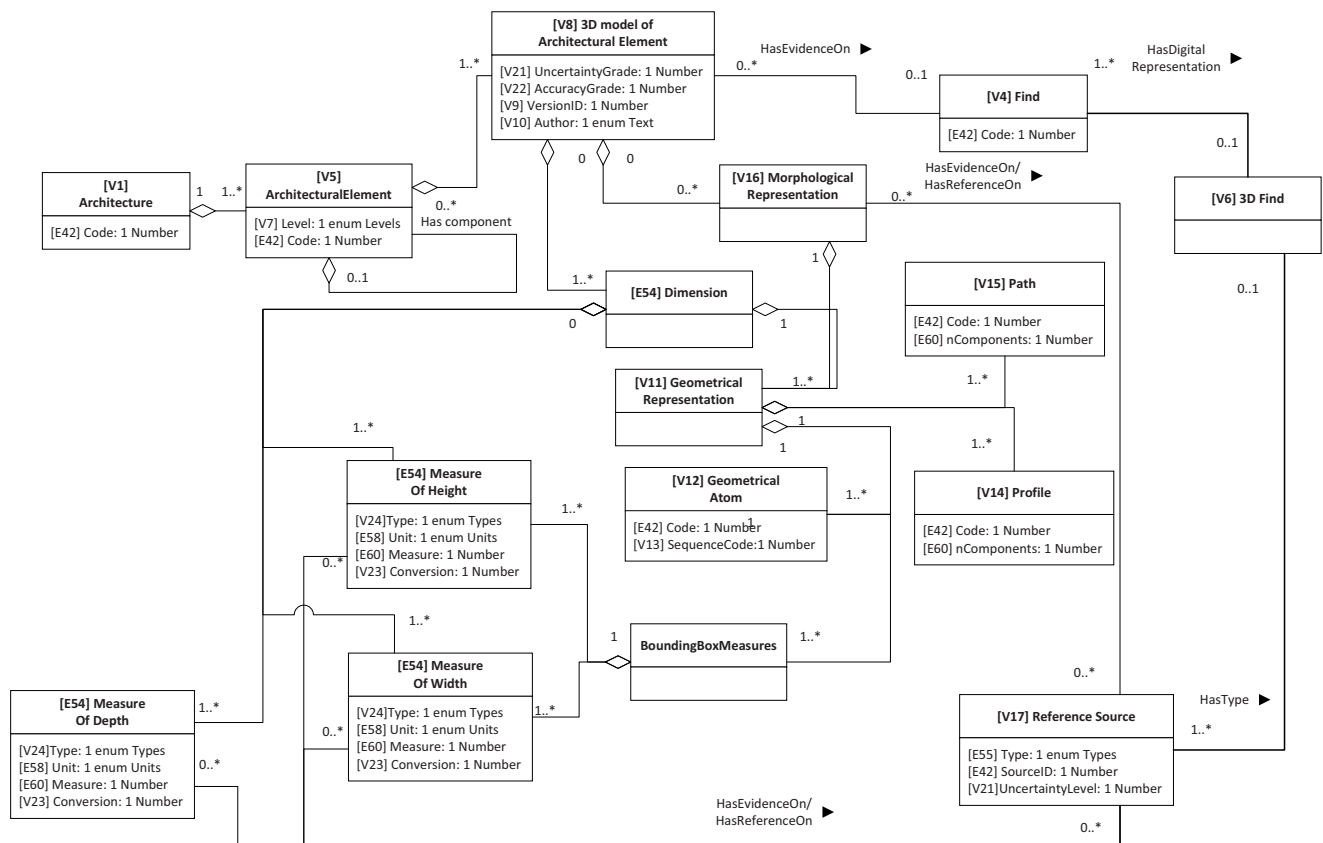 [V8] 3D model of
Architectural Element
[V21] UncertaintyGrade: 1 Number
[V22] AccuracyGrade: 1 Number
[V9] VersionID: 1 Number
[V10] Author: 1 enum Text
HasEvidenceOn
HasDigital
Representation
1..*
0..*
0..1
1..*
[V4] Find
[E42] Code: 1 Number
0..1
0
0
HasEvidenceOn/
HasReferenceOn
[V1]
Architecture
[E42] Code: 1 Number
1
1..*
[V5]
ArchitecturalElement
[V7] Level: 1 enum Levels
[E42] Code: 1 Number
0..*
Has component
0..1
0..*
[V16] Morphological
Representation
0..*
1
[V6] 3D Find
0..1
1..*
[E54] Dimension
0
1
[V15] Path
[E42] Code: 1 Number
[E60] nComponents: 1 Number
[V11] Geometrical
Representation
1..*
1..*
1
1
1..*
1..*
[E54] Measure
Of Height
[V24]Type: 1 enum Types
[E58] Unit: 1 enum Units
[E60] Measure: 1 Number
[V23] Conversion: 1 Number
1..*
0..*
[V12] Geometrical
Atom
[E42] Code: 1 Number
[V13] SequenceCode:1 Number
1
1..*
[V14] Profile
[E42] Code: 1 Number
[E60] nComponents: 1 Number
1..*
1
BoundingBoxMeasures
1..*
[E54] Measure
Of Width
[V24]Type: 1 enum Types
[E58] Unit: 1 enum Units
[E60] Measure: 1 Number
[V23] Conversion: 1 Number
1..*
0..*
[E54] Measure
Of Depth
[V24]Type: 1 enum Types
[E58] Unit: 1 enum Units
[E60] Measure: 1 Number
[V23] Conversion: 1 Number
1..*
0..*
0..*
[V17] Reference Source
[E55] Type: 1 enum Types
[E42] SourceID: 1 Number
[V21]UncertaintyLevel: 1 Number
HasType
1..*
HasEvidenceOn/
HasReferenceOn
0..*